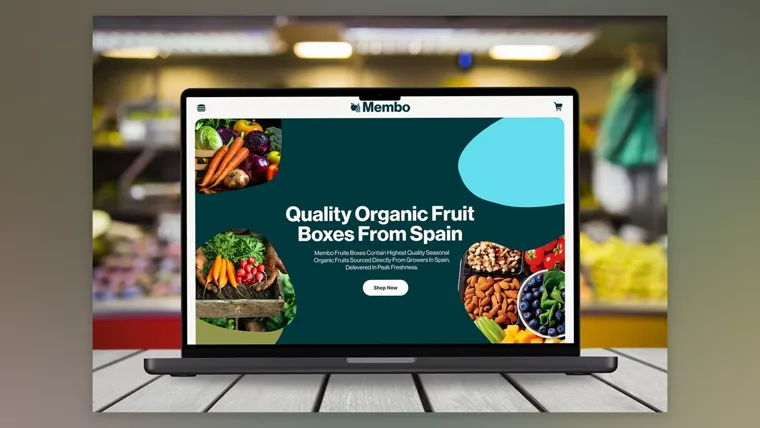 Membo
Quality Organic Fruit
Boxes From Spain
Membo Fruite Boxes Contain Highest Quality Seasonal
Organic Fruits Sourced Directly From Growers In Spain,
Delevered In Peak Freshness.
Shop Now